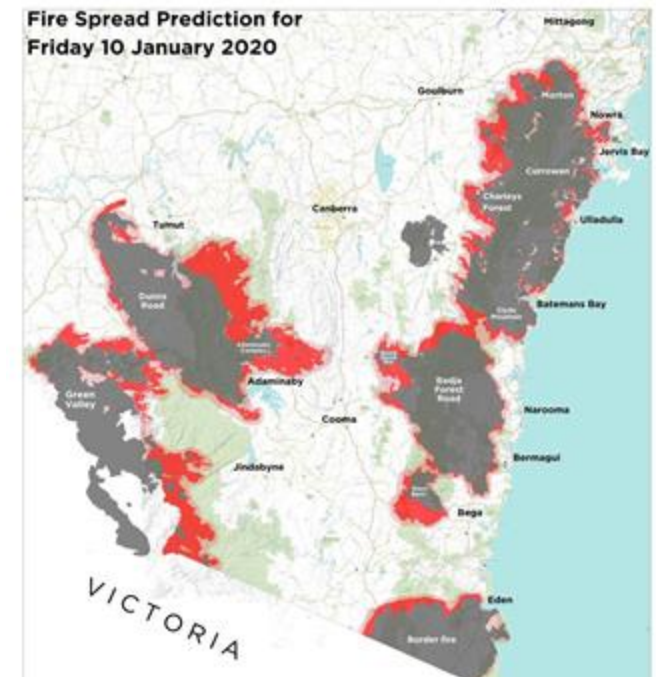 Fire Spread Prediction for
Friday 10 January 2020
Mittagong
Goulburn
Morton
Nowra
Jervis Bay
Currowan
Charleys
Forest
Canberra
Ulladulla
Tumut
Dunns
Road
Clyde
Mountain
Batemans Bay
Adaminaby
Green
Valley
Badja
Forest
Road
Narooma
Cooma
Bermagui
Jindabyne
Bega
VICTORIA
Eden
Border fire